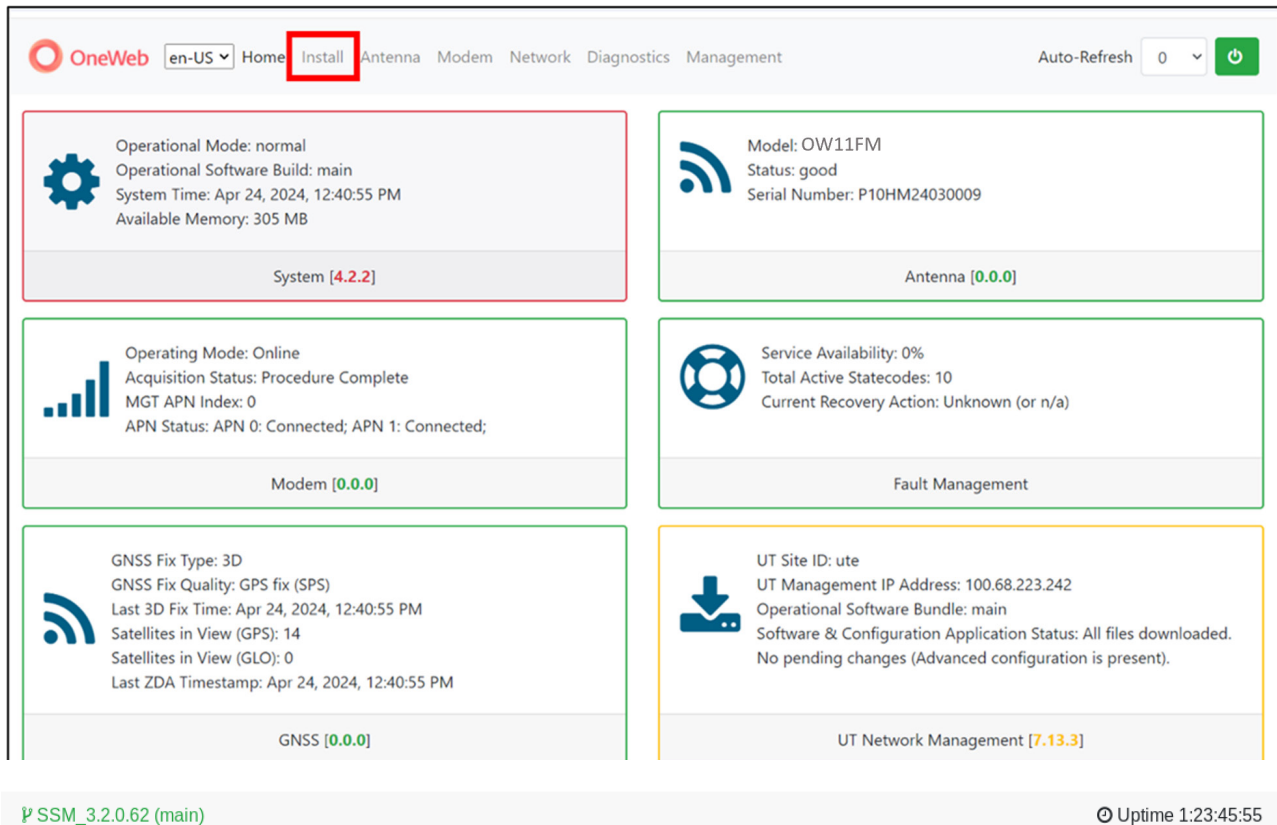 OneWeb en-US Home Install Antenna Modem Network Diagnostics Management Auto-Refresh 0
Operational Mode: normal
Operational Software Build: main
System Time: Apr 24, 2024, 12:40:55 PM
Available Memory: 305 MB
System [4.2.2]
Model: OW11FM
Status: good
Serial Number: P10HM24030009
Antenna [0.0.0]
Operating Mode: Online
Acquisition Status: Procedure Complete
MGT APN Index: 0
APN Status: APN 0: Connected; APN 1: Connected;
Modem [0.0.0]
Service Availability: 0%
Total Active Statecodes: 10
Current Recovery Action: Unknown (or n/a)
Fault Management
GNSS Fix Type: 3D
GNSS Fix Quality: GPS fix (SPS)
Last 3D Fix Time: Apr 24, 2024, 12:40:55 PM
Satellites in View (GPS): 14
Satellites in View (GLO): 0
Last ZDA Timestamp: Apr 24, 2024, 12:40:55 PM
GNSS [0.0.0]
UT Site ID: ute
UT Management IP Address: 100.68.223.242
Operational Software Bundle: main
Software & Configuration Application Status: All files downloaded.
No pending changes (Advanced configuration is present).
UT Network Management [7.13.3]
SSM_3.2.0.62 (main)
Uptime 1:23:45:55